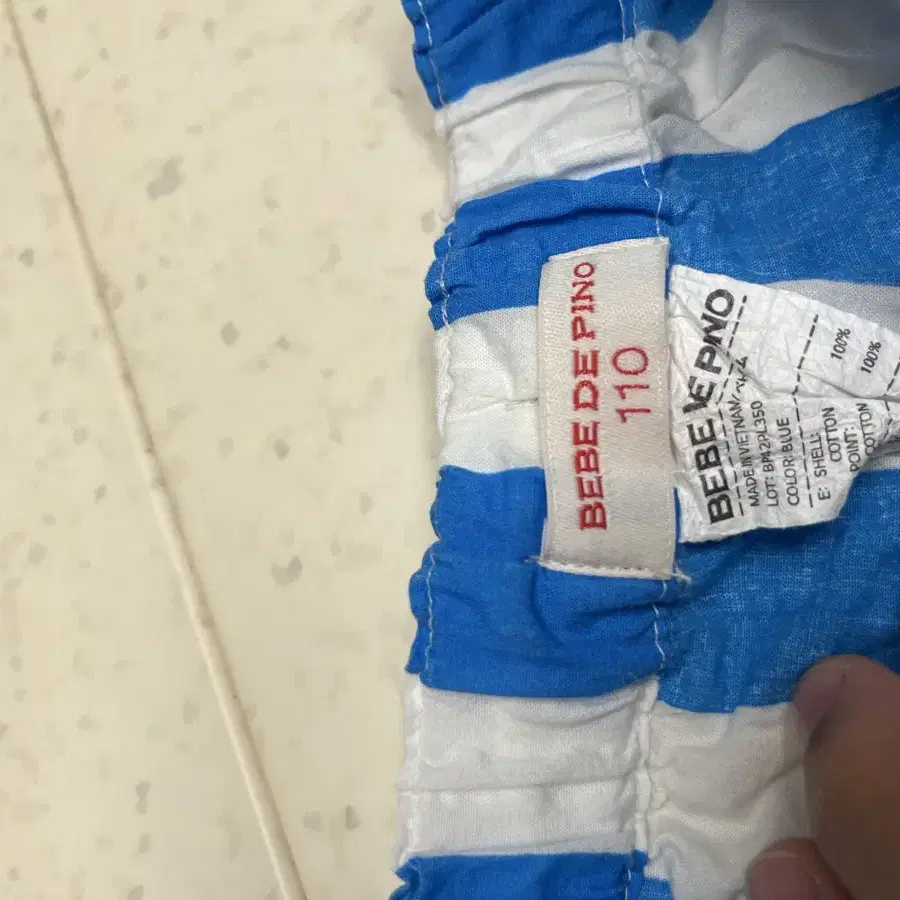 BEBE DE PINO
110
BEBE DE PINO
MADE IN VIETNAM
LOT: BP42PL350
COLOR: BLUE
E: SHELL: 100%
COTTON
POINT: 100%
COTTON